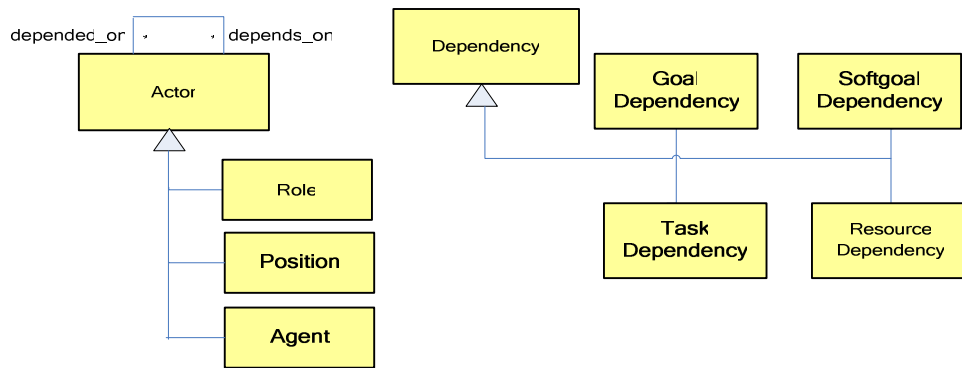 depended_on
* *
depends_on
Actor
Role
Position
Agent
Dependency
Goal
Dependency
Softgoal
Dependency
Task
Dependency
Resource
Dependency